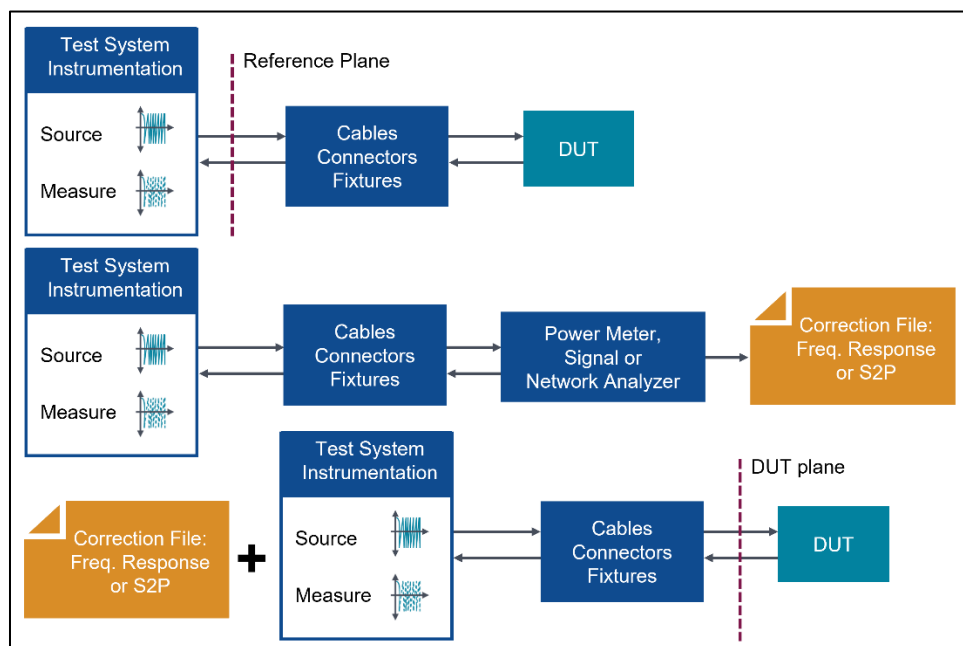 Test System
Instrumentation
Reference Plane
Source
Measure
Cables
Connectors
Fixtures
DUT
Test System
Instrumentation
Source
Measure
Cables
Connectors
Fixtures
Power Meter,
Signal or
Network Analyzer
Correction File:
Freq. Response
or S2P
Correction File:
Freq. Response
or S2P
+
Test System
Instrumentation
Source
Measure
Cables
Connectors
Fixtures
DUT plane
DUT